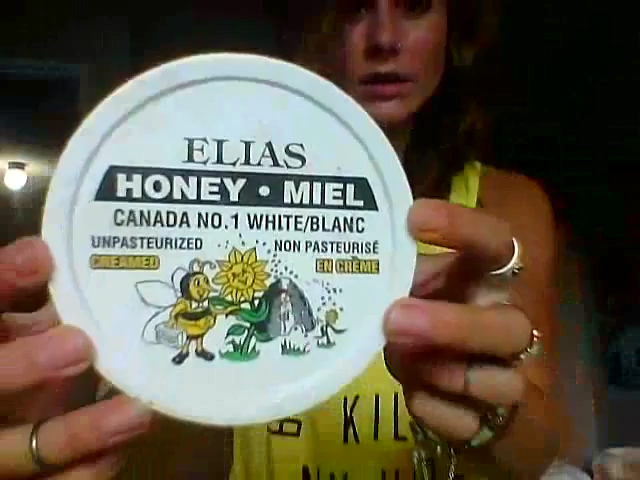 ELIAS
HONEY • MIEL
CANADA NO.1 WHITE/BLANC
UNPASTEURIZED NON PASTEURISÉ
CREAMED EN CRÈME
KIL